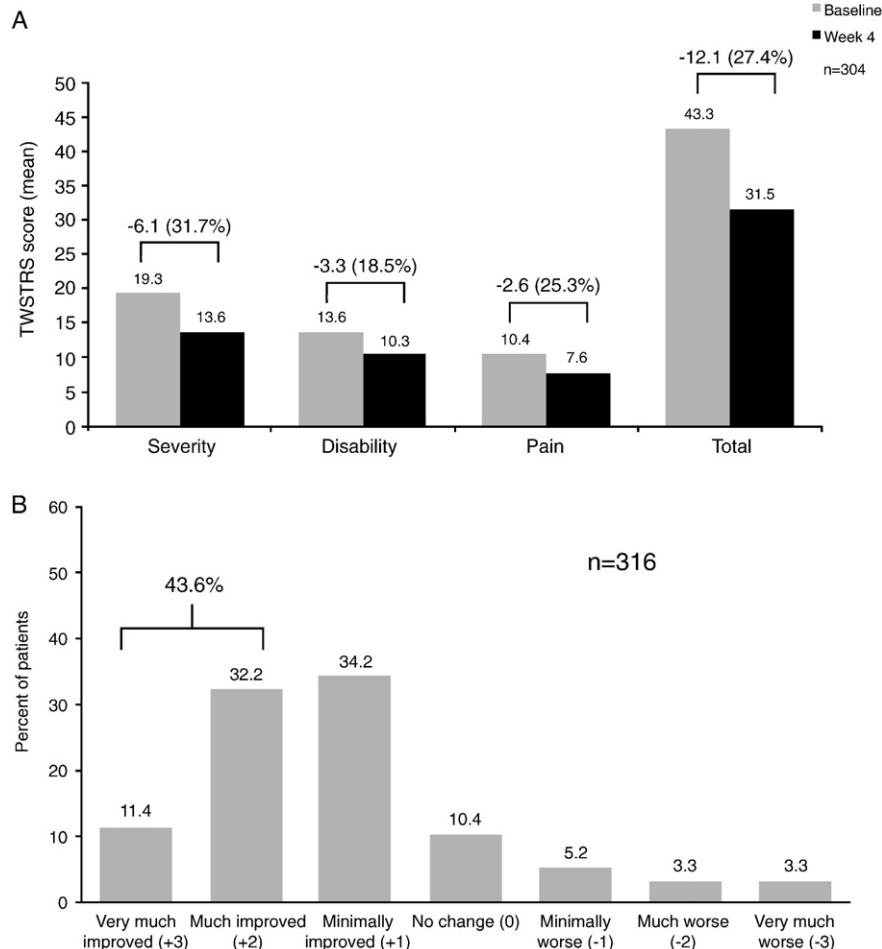 A
Baseline
Week 4
n=304
TWSTRS score (mean)
50
45
40
35
30
25
20
15
10
5
0
-6.1 (31.7%)
19.3
13.6
-3.3 (18.5%)
13.6
10.3
-2.6 (25.3%)
10.4
7.6
-12.1 (27.4%)
43.3
31.5
Severity
Disability
Pain
Total
B
Percent of patients
60
50
40
30
20
10
0
n=316
43.6%
11.4
32.2
34.2
10.4
5.2
3.3
3.3
Very much
improved (+3)
Much improved
(+2)
Minimally
improved (+1)
No change (0)
Minimally
worse (-1)
Much worse
(-2)
Very much
worse (-3)